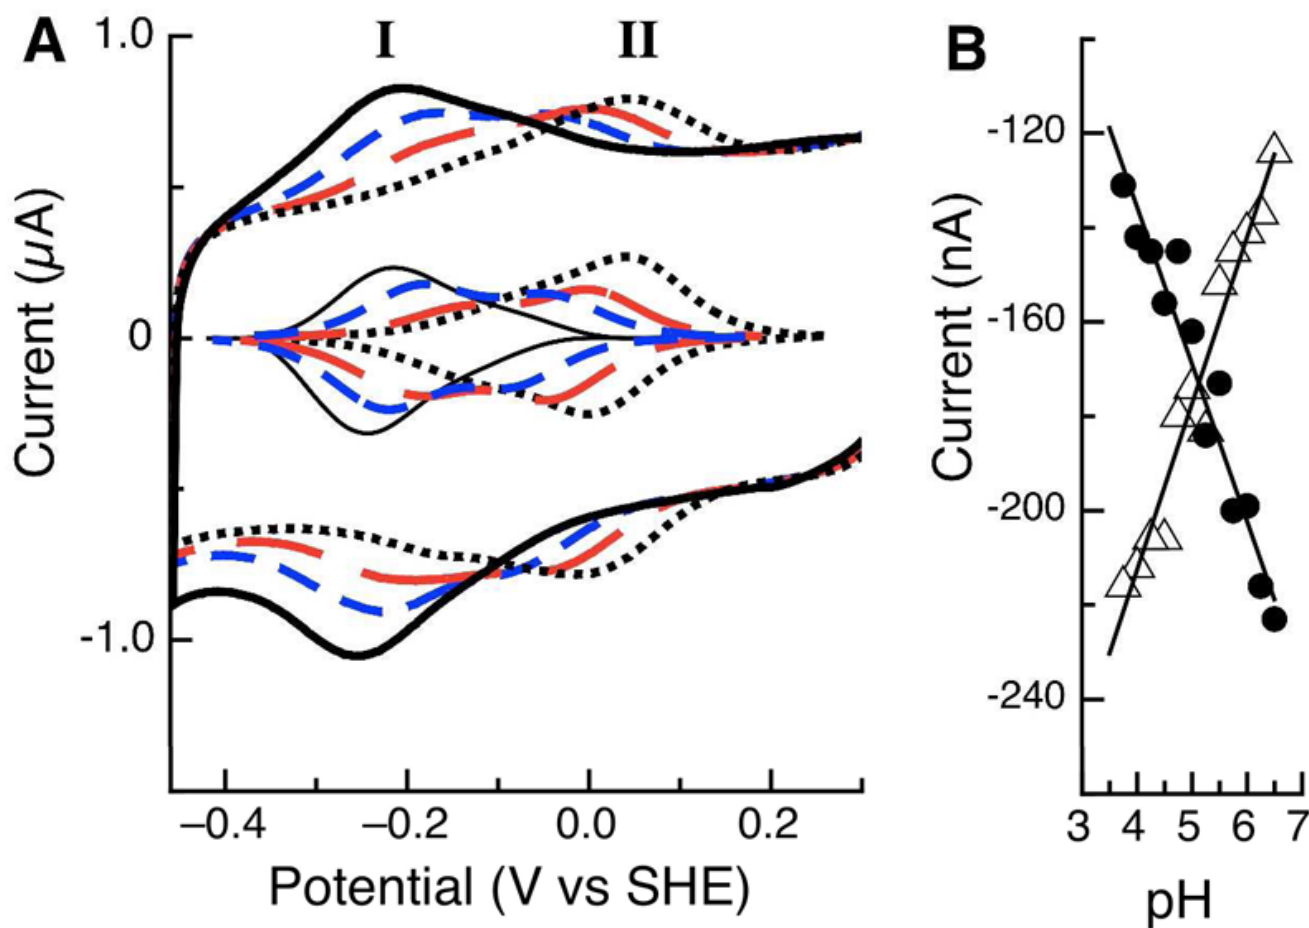 A
I
II
1.0
0
-1.0
Current (μA)
–0.4
–0.2
0.0
0.2
Potential (V vs SHE)
B
-120
-160
-200
-240
Current (nA)
3 4 5 6 7
pH